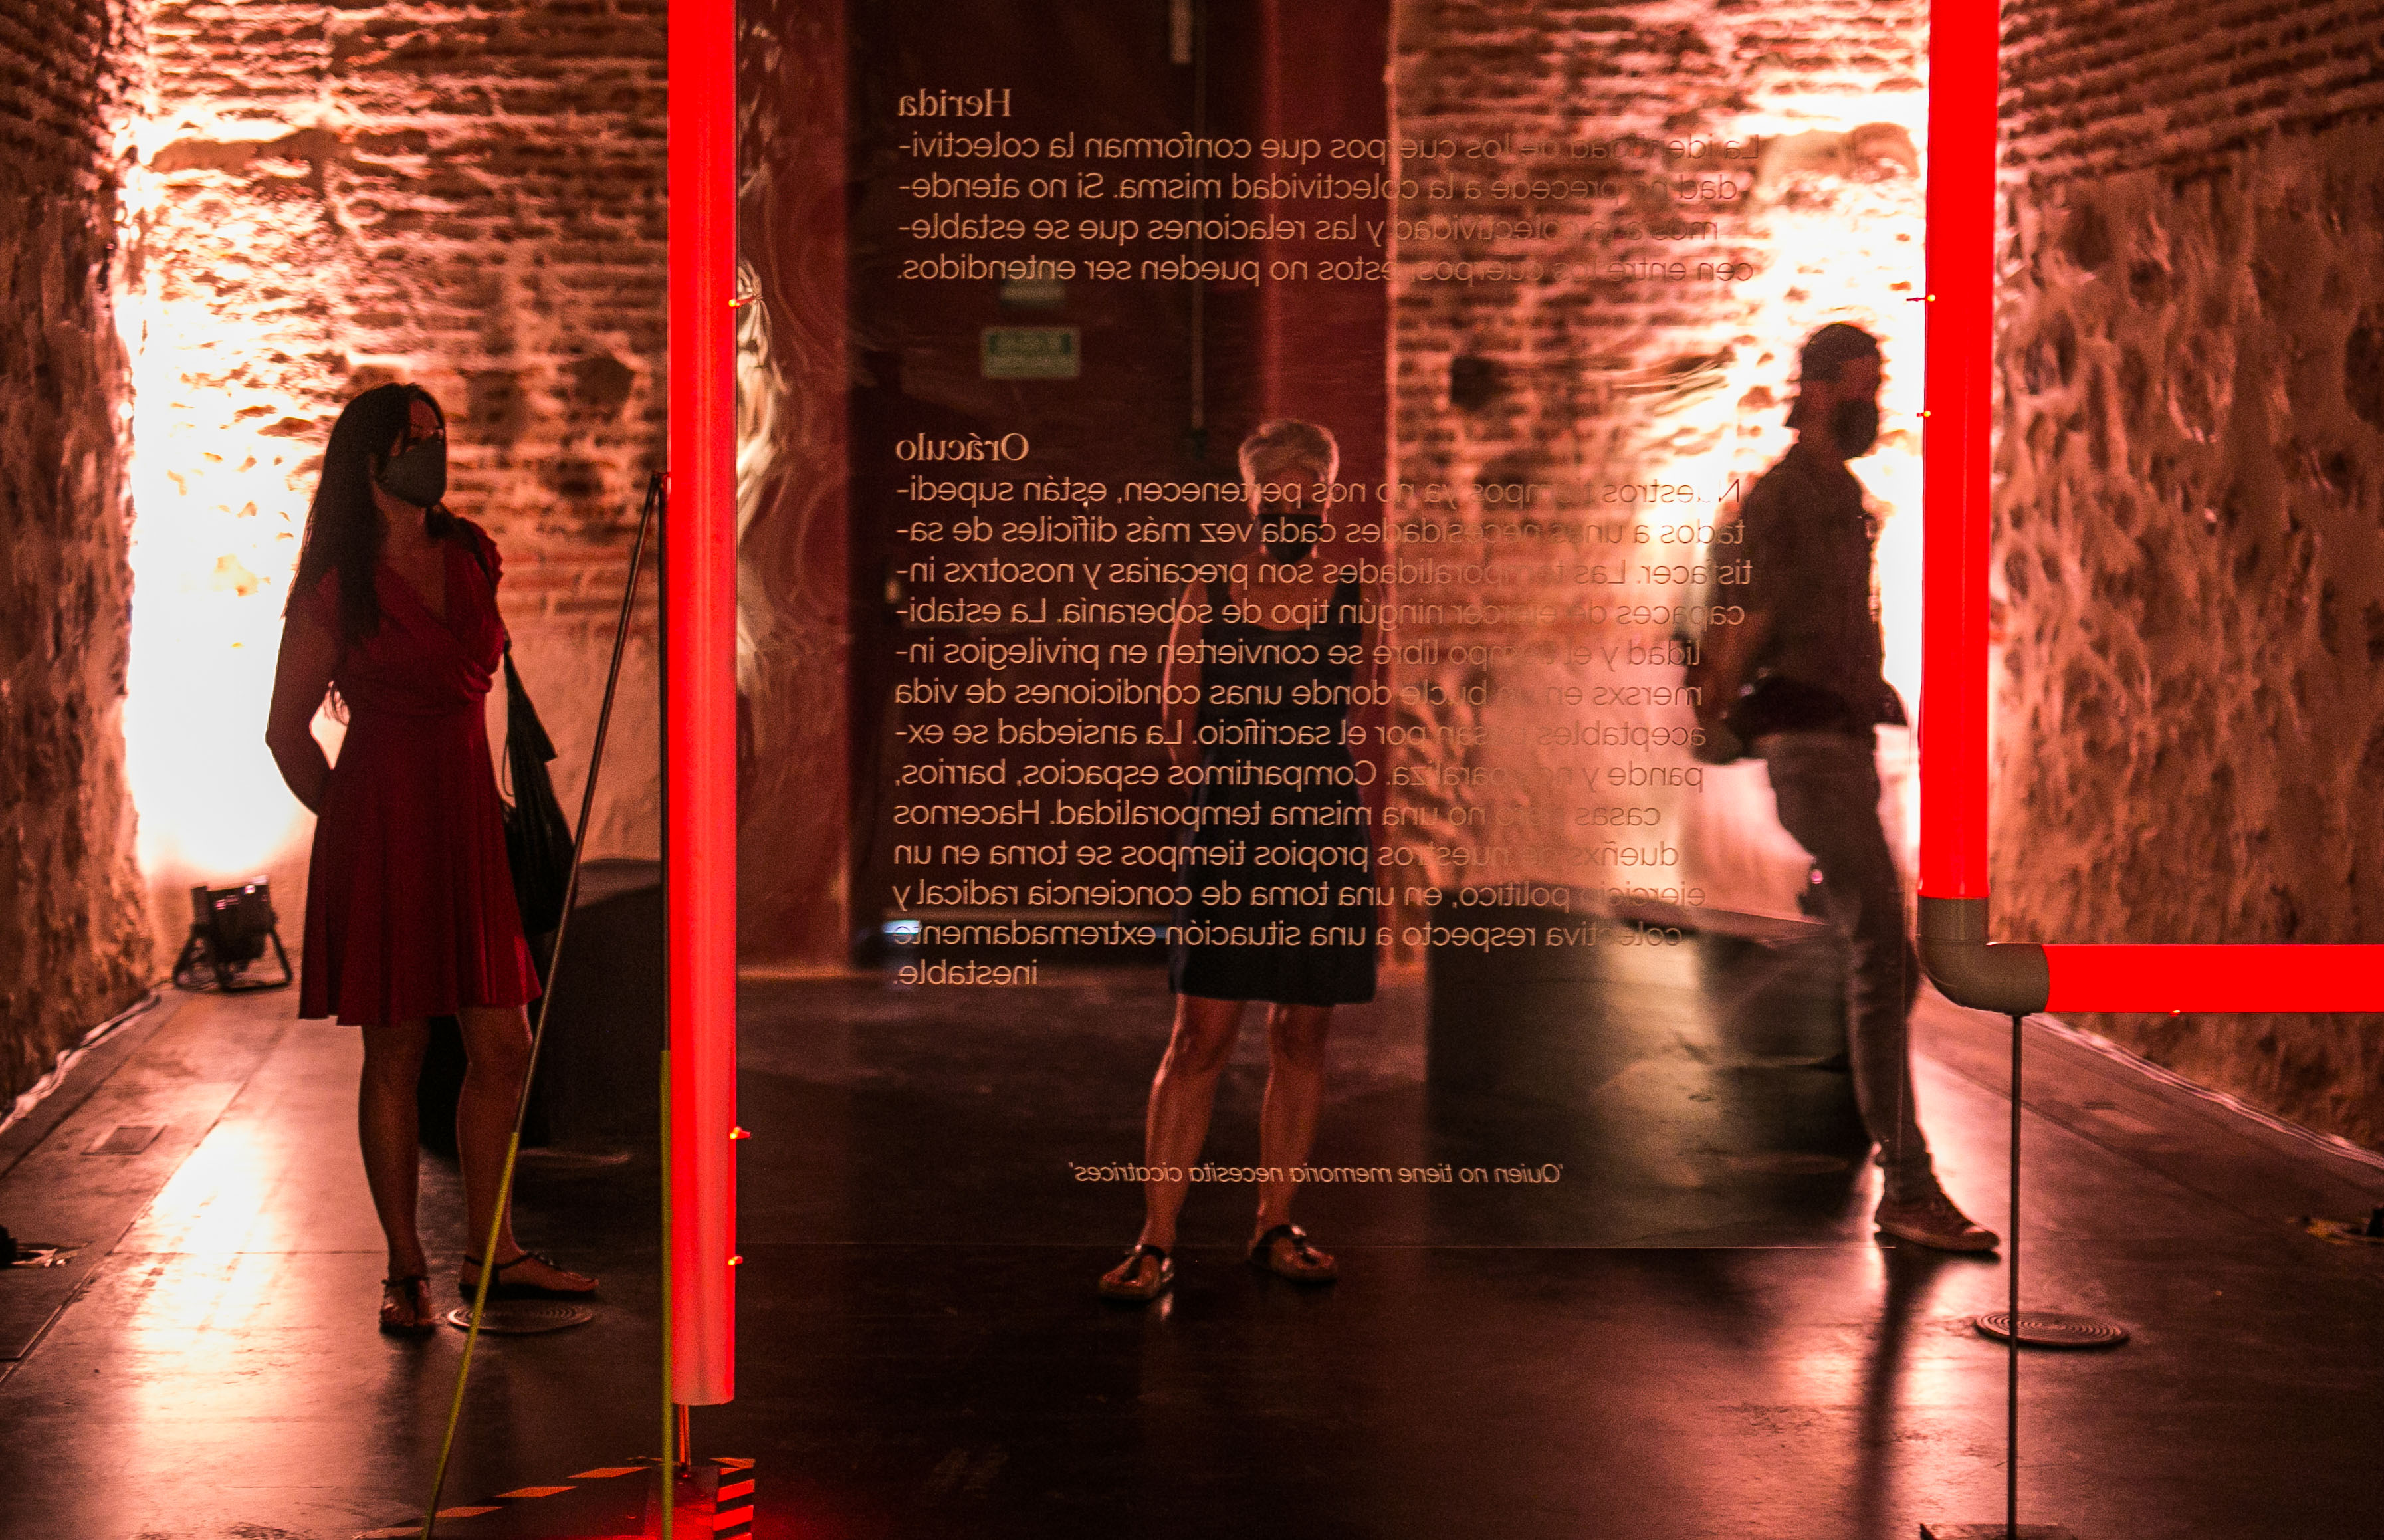 Herida
La identidad de los cuerpos que conforman la colectivi-
dad no precede a la colectividad misma. Si no atende-
mos a la colectividad y las relaciones que se estable-
cen entre los cuerpos, estos no pueden ser entendidos.
Oráculo
Nuestros tiempos ya no nos pertenecen, están supedi-
tados a unas necesidades cada vez más difíciles de sa-
tisfacer. Las temporalidades son precarias y nosotrxs in-
capaces de ejercer ningún tipo de soberanía. La estabi-
lidad y el tiempo libre se convierten en privilegios in-
mersxs en un bucle donde unas condiciones de vida
aceptables pasan por el sacrificio. La ansiedad se ex-
pande y nos paraliza. Compartimos espacios, barrios,
casas pero no una misma temporalidad. Hacernos
dueñxs de nuestros propios tiempos se torna en un
ejercicio político, en una toma de conciencia radical y
colectiva respecto a una situación extremadamente
inestable.
'Quien no tiene memoria necesita cicatrices'